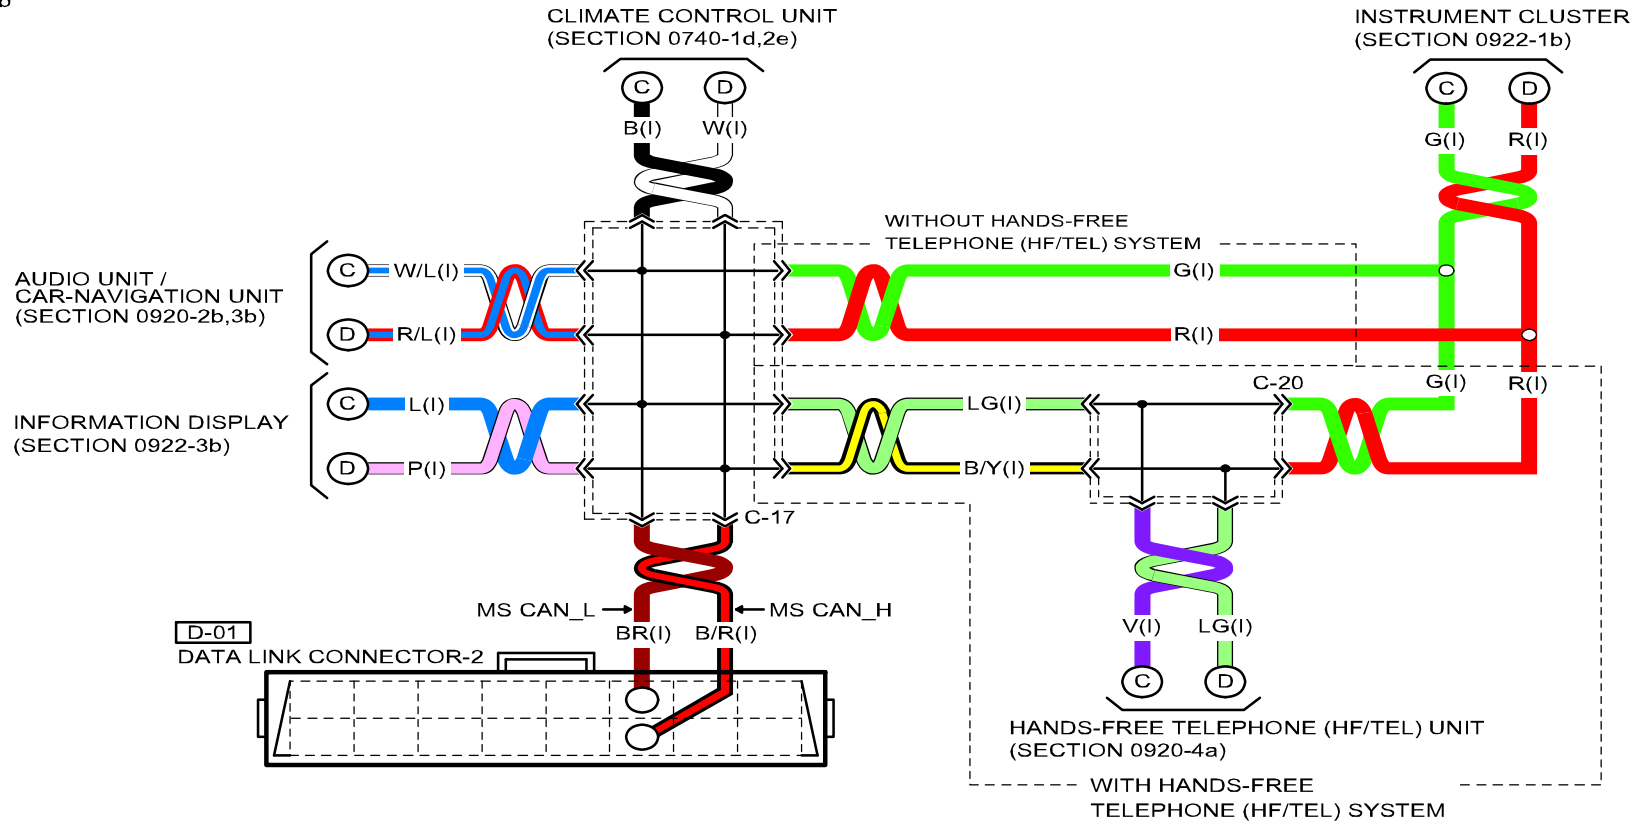 CLIMATE CONTROL UNIT
(SECTION 0740-1d,2e)
INSTRUMENT CLUSTER
(SECTION 0922-1b)
C D
C D
B(I) W(I)
G(I) R(I)
WITHOUT HANDS-FREE
TELEPHONE (HF/TEL) SYSTEM
AUDIO UNIT /
CAR-NAVIGATION UNIT
(SECTION 0920-2b,3b)
C W/L(I)
G(I)
D R/L(I)
R(I)
INFORMATION DISPLAY
(SECTION 0922-3b)
C L(I)
LG(I)
C-20
G(I) R(I)
D P(I)
B/Y(I)
C-17
MS CAN_L
MS CAN_H
BR(I) B/R(I)
V(I) LG(I)
D-01
DATA LINK CONNECTOR-2
C D
HANDS-FREE TELEPHONE (HF/TEL) UNIT
(SECTION 0920-4a)
WITH HANDS-FREE
TELEPHONE (HF/TEL) SYSTEM